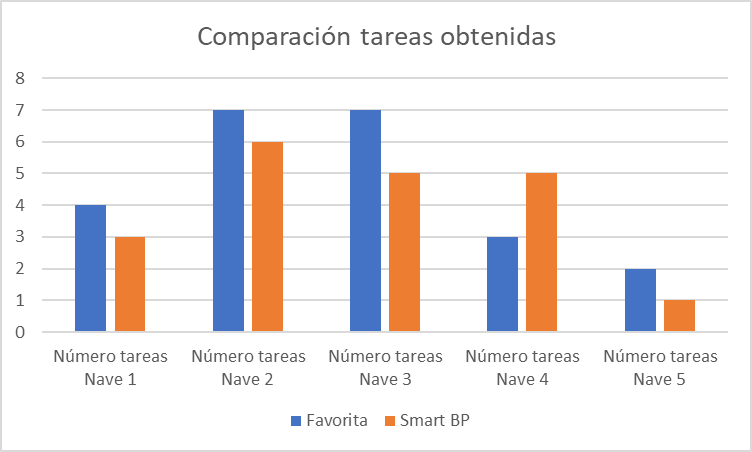 Comparación tareas obtenidas
8
7
6
5
4
3
2
1
0
Número tareas Número tareas Número tareas Número tareas Número tareas
Nave 1 Nave 2 Nave 3 Nave 4 Nave 5
Favorita Smart BP